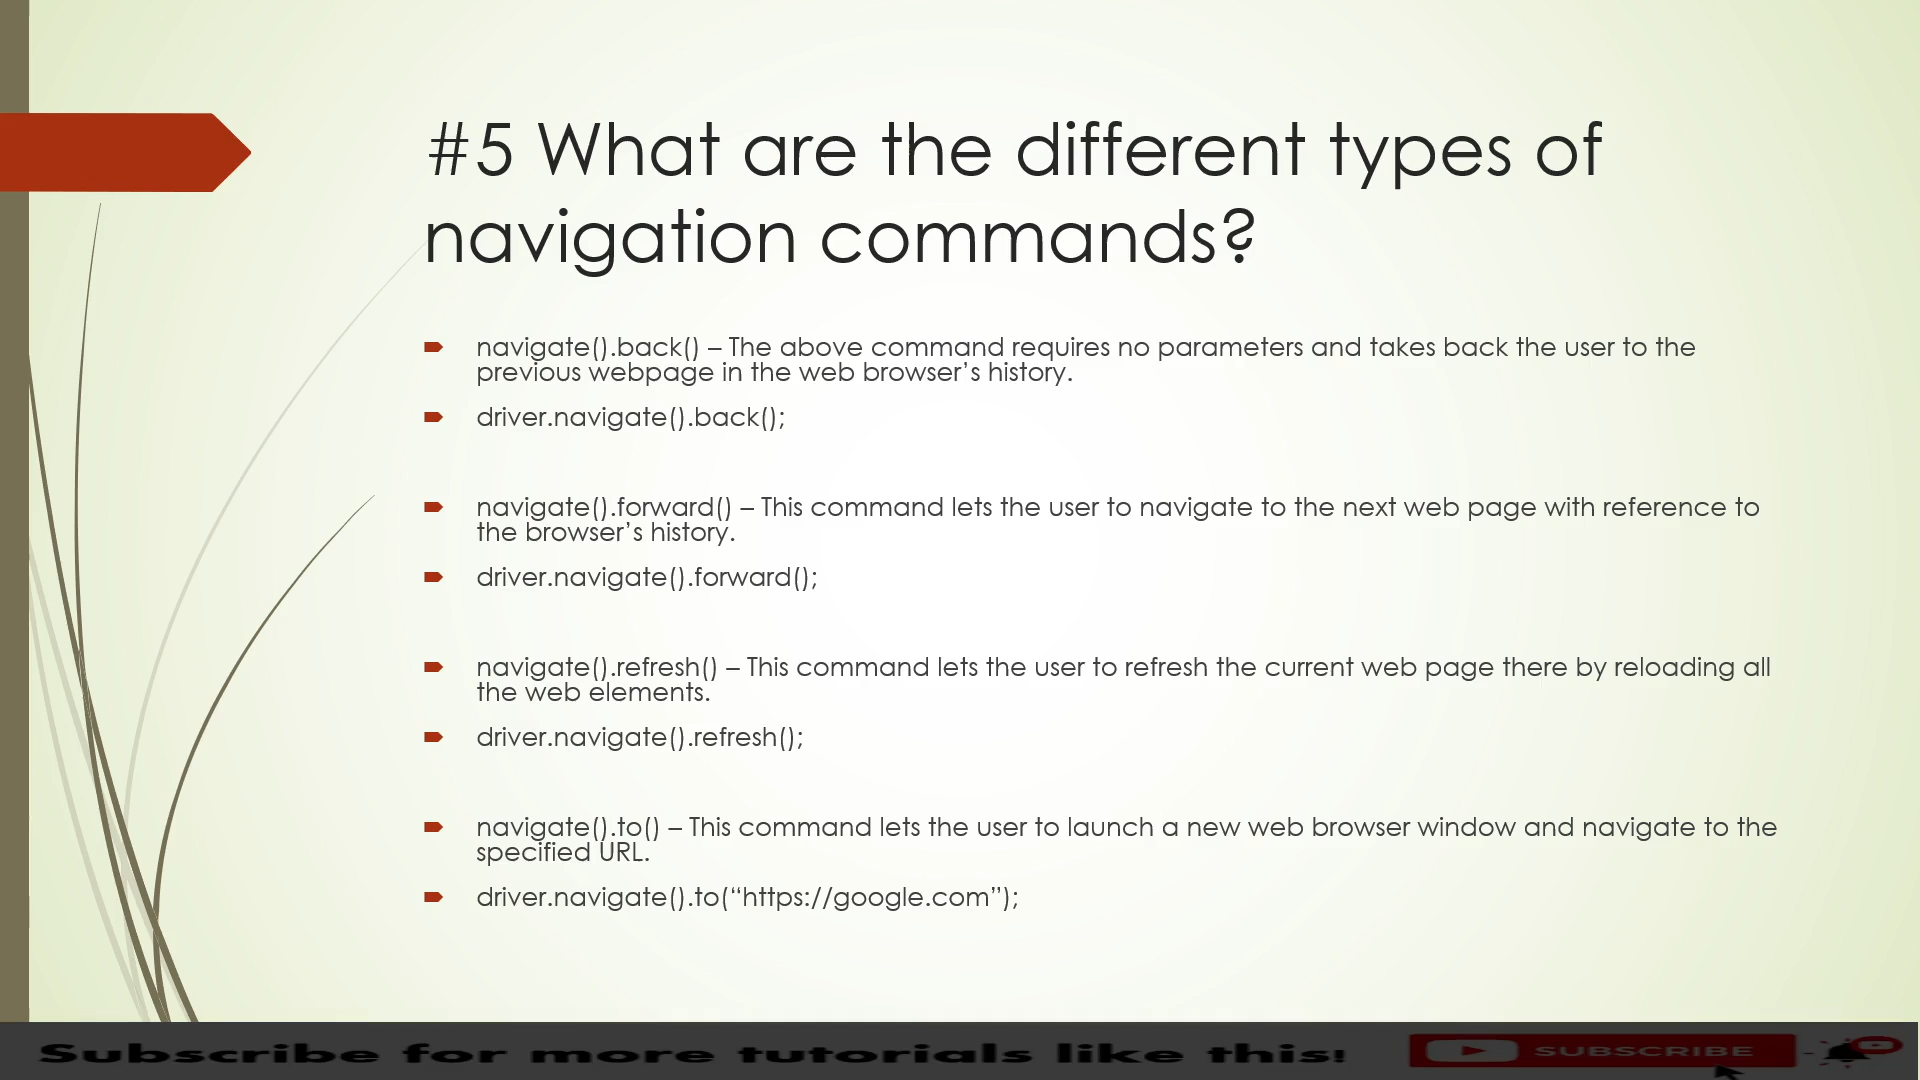 #5 What are the different types of
navigation commands?
navigate().back() – The above command requires no parameters and takes back the user to the
previous webpage in the web browser’s history.
driver.navigate().back();
navigate().forward() – This command lets the user to navigate to the next web page with reference to
the browser’s history.
driver.navigate().forward();
navigate().refresh() – This command lets the user to refresh the current web page there by reloading all
the web elements.
driver.navigate().refresh();
navigate().to() – This command lets the user to launch a new web browser window and navigate to the
specified URL.
driver.navigate().to(“https://google.com”);
Subscribe for more tutorials like this!
SUBSCRIBE